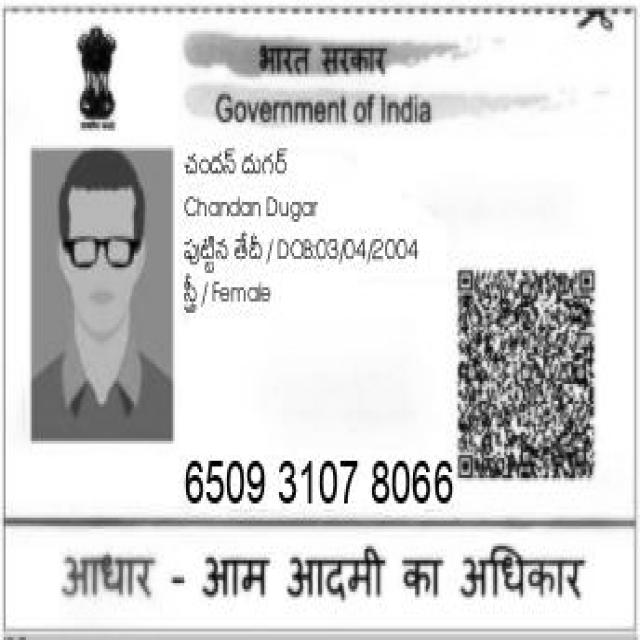 भारत सरकार
Government of India
చందన్ దుగర్
Chandan Dugar
పుట్టిన తేదీ / DOB:03/04/2004
స్త్రీ / Female
6509 3107 8066
आधार - आम आदमी का अधिकार